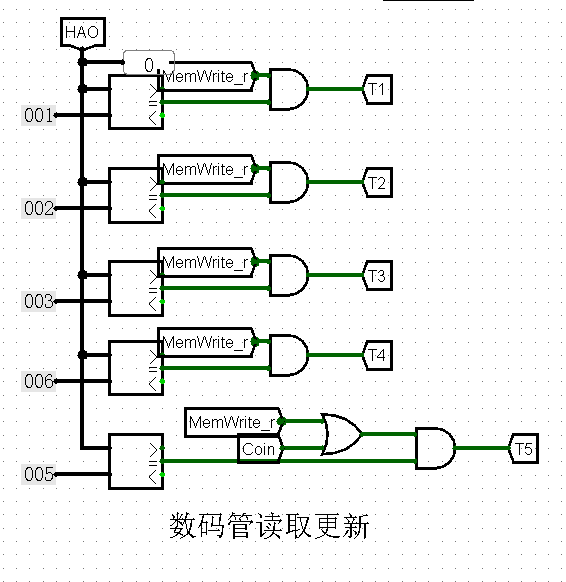 HAO
0
MemWrite_r
T1
001
MemWrite_r
T2
002
MemWrite_r
T3
003
MemWrite_r
T4
006
MemWrite_r
Coin
T5
005
数码管读取更新